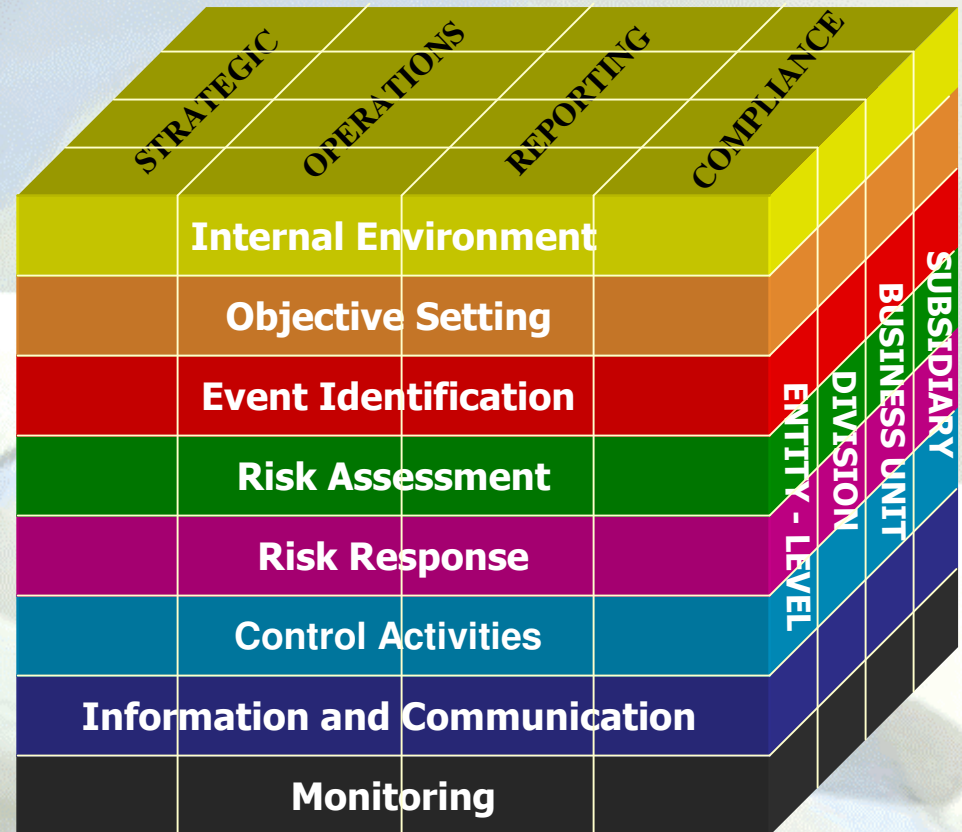 STRATEGIC
OPERATIONS
REPORTING
COMPLIANCE
Internal Environment
Objective Setting
Event Identification
Risk Assessment
Risk Response
Control Activities
Information and Communication
Monitoring
ENTITY - LEVEL
DIVISION
BUSINESS UNIT
SUBSIDIARY